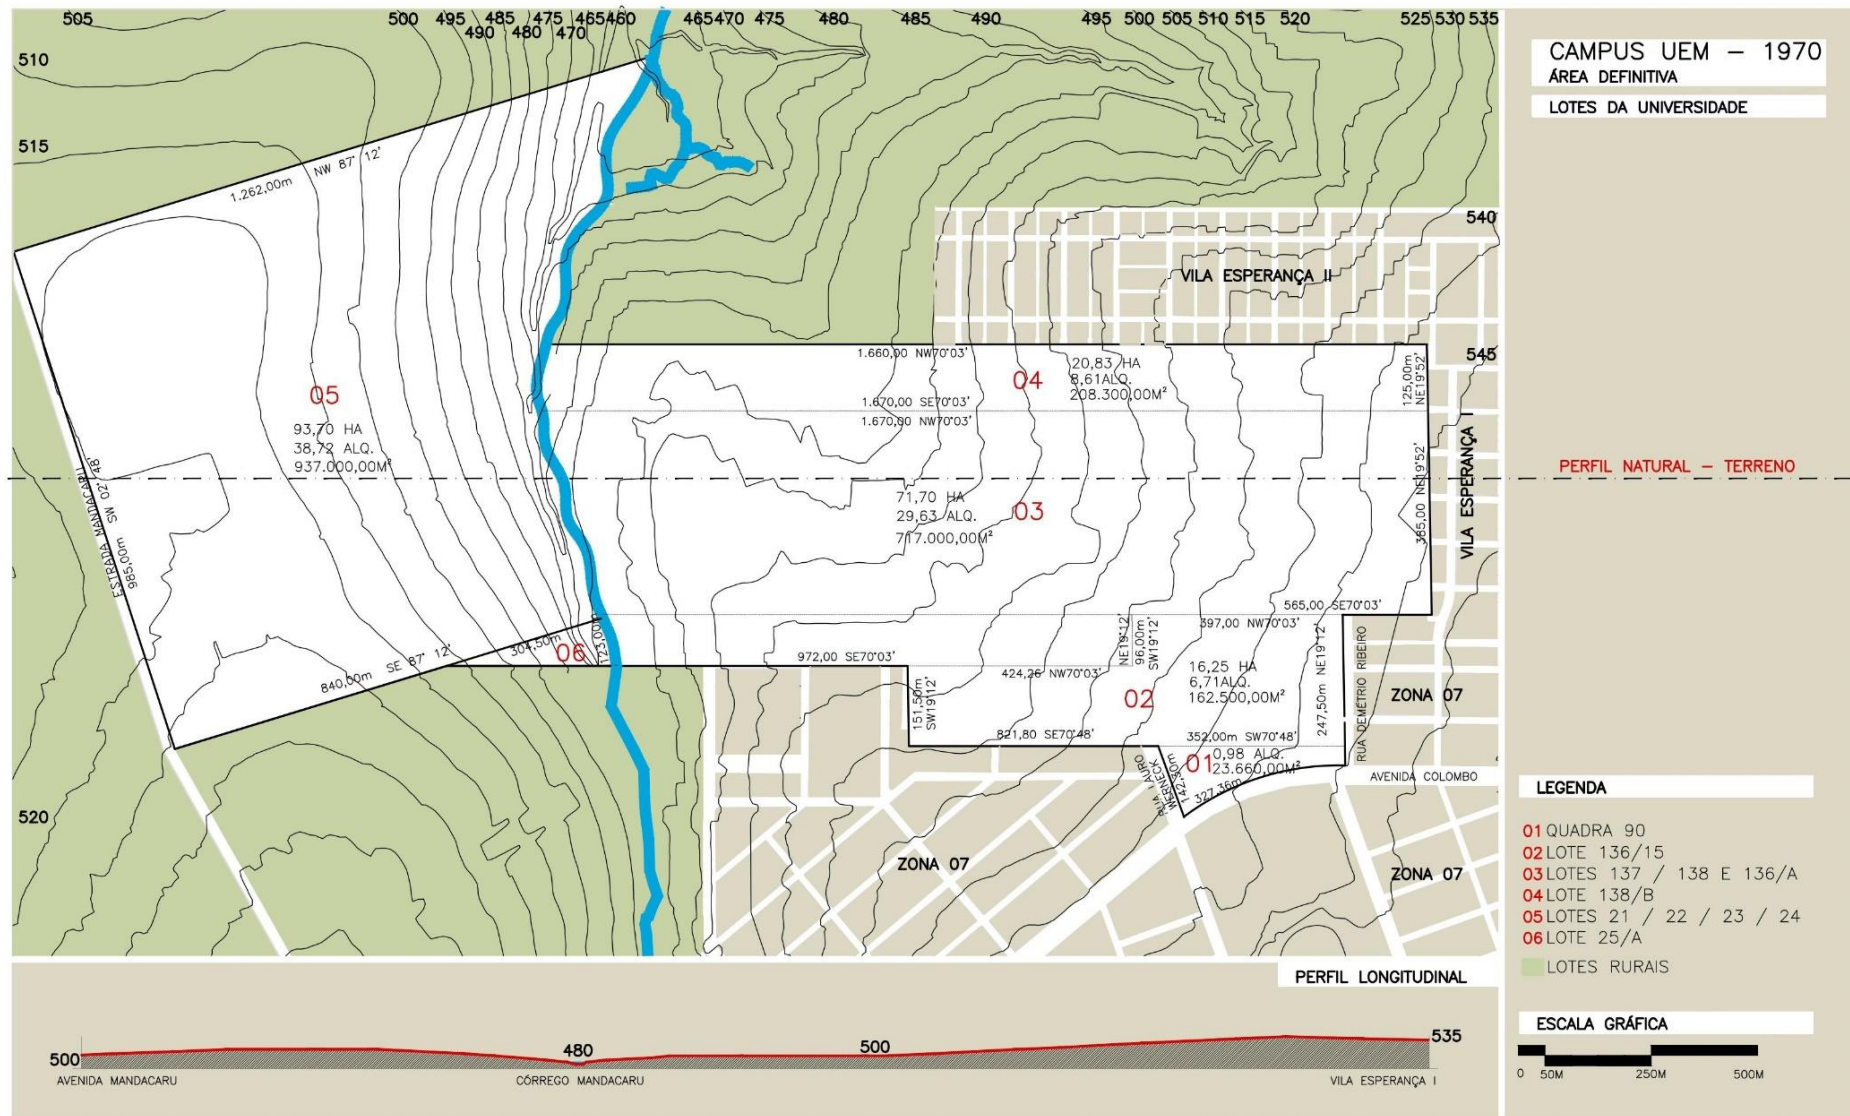 505 500 495 485 475 465 460 465 470 475 480 485 490 495 500 505 510 515 520 525 530 535
490 480 470
510
515
540
545
520
1.262,00m NW 87° 12'
05
93,70 HA
38,72 ALQ.
937.000,00M²
ESTRADA MANDACARU
985,00m SW 02° 48'
840,00m SE 87° 12'
304,50m
06
123,00m
VILA ESPERANÇA II
1.660,00 NW70°03'
04
20,83 HA
8,61ALQ.
208.300,00M²
125,00m
NE19°52'
1.670,00 SE70°03'
1.670,00 NW70°03'
VILA ESPERANÇA I
385,00 NE19°52'
71,70 HA
29,63 ALQ.
717.000,00M²
03
565,00 SE70°03'
397,00 NW70°03'
NE19°12'
96,00m
SW19°12'
972,00 SE70°03'
424,26 NW70°03'
151,50m
SW19°12'
02
16,25 HA
6,71ALQ.
162.500,00M²
247,50m NE19°12'
RUA DEMÉTRIO RIBEIRO
ZONA 07
821,80 SE70°48'
352,00m SW70°48'
01
0,98 ALQ.
23.660,00M²
RUA LAURO
WERNECK
142,30m
327,36m
AVENIDA COLOMBO
ZONA 07
ZONA 07
CAMPUS UEM – 1970
ÁREA DEFINITIVA
LOTES DA UNIVERSIDADE
PERFIL NATURAL – TERRENO
LEGENDA
01 QUADRA 90
02 LOTE 136/15
03 LOTES 137 / 138 E 136/A
04 LOTE 138/B
05 LOTES 21 / 22 / 23 / 24
06 LOTE 25/A
LOTES RURAIS
ESCALA GRÁFICA
0 50M 250M 500M
PERFIL LONGITUDINAL
500 480 500 535
AVENIDA MANDACARU CÓRREGO MANDACARU VILA ESPERANÇA I